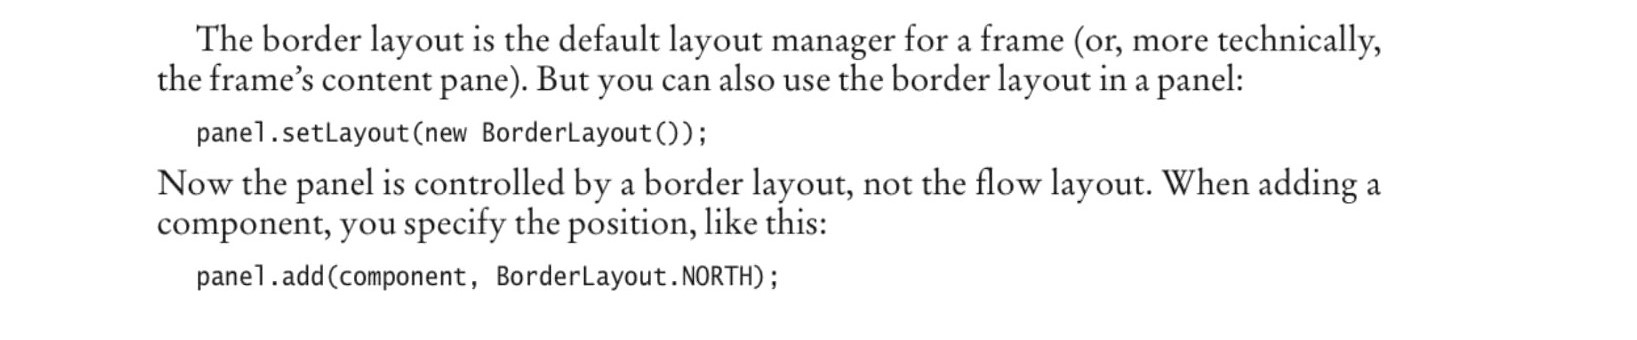 The border layout is the default layout manager for a frame (or, more technically,
the frame’s content pane). But you can also use the border layout in a panel:
panel.setLayout(new BorderLayout());
Now the panel is controlled by a border layout, not the flow layout. When adding a
component, you specify the position, like this:
panel.add(component, BorderLayout.NORTH);